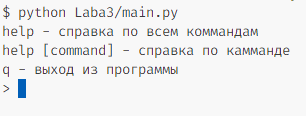 $ python Laba3/main.py
help - справка по всем коммандам
help [command] - справка по камманде
q - выход из программы
>